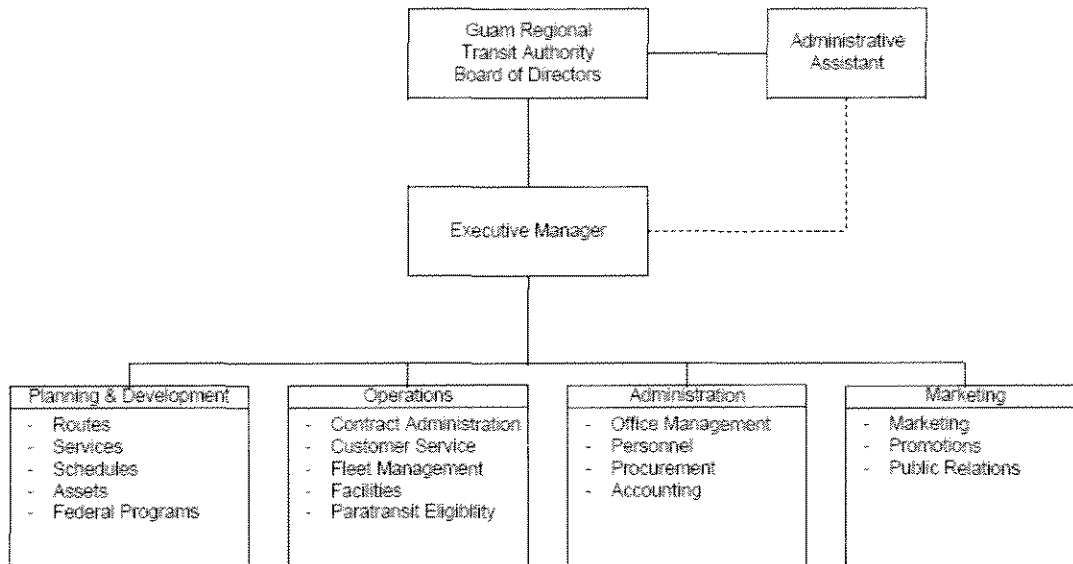 Guam Regional
Transit Authority
Board of Directors
Administrative
Assistant
Executive Manager
Planning & Development
- Routes
- Services
- Schedules
- Assets
- Federal Programs
Operations
- Contract Administration
- Customer Service
- Fleet Management
- Facilities
- Paratransit Eligibility
Administration
- Office Management
- Personnel
- Procurement
- Accounting
Marketing
- Marketing
- Promotions
- Public Relations